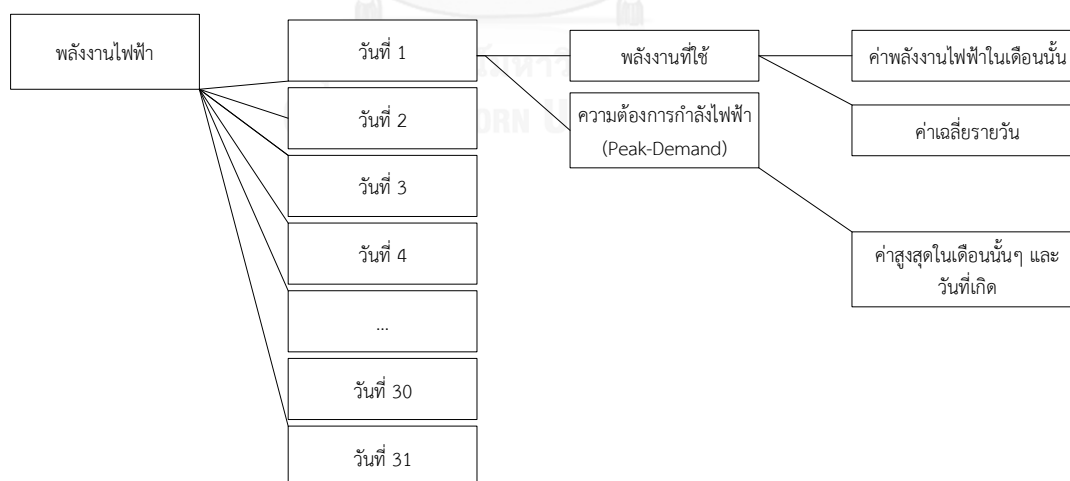 พลังงานไฟฟ้า
วันที่ 1
วันที่ 2
วันที่ 3
วันที่ 4
...
วันที่ 30
วันที่ 31
พลังงานที่ใช้
ความต้องการกำลังไฟฟ้า
(Peak-Demand)
ค่าพลังงานไฟฟ้าในเดือนนั้น
ค่าเฉลี่ยรายวัน
ค่าสูงสุดในเดือนนั้นๆ และ
วันที่เกิด